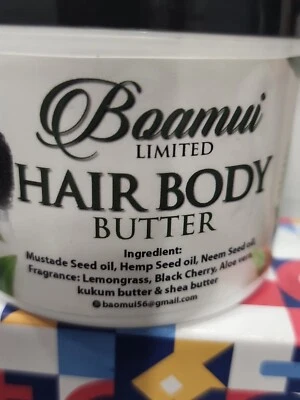 Boamui
LIMITED
HAIR BODY
BUTTER
Ingredient:
Mustade Seed oil, Hemp Seed oil, Neem Seed oil,
Fragrance: Lemongrass, Black Cherry, Aloe vera,
kukum butter & shea butter
baomui56@gmail.com